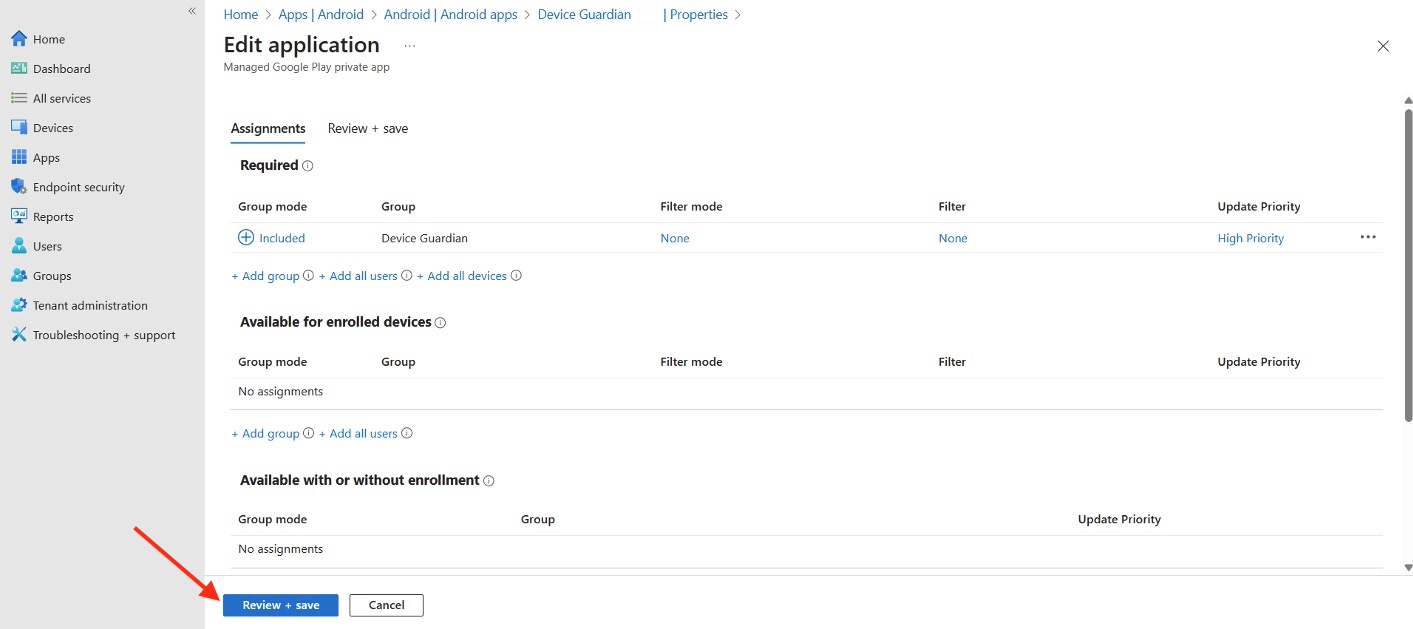 «
Home > Apps | Android > Android | Android apps > Device Guardian | Properties >
Edit application ...
Managed Google Play private app
Home
Dashboard
All services
Devices
Apps
Endpoint security
Reports
Users
Groups
Tenant administration
Troubleshooting + support
Assignments Review + save
Required
Group mode Group Filter mode Filter Update Priority
Included Device Guardian None None High Priority ...
+ Add group + Add all users + Add all devices
Available for enrolled devices
Group mode Group Filter mode Filter Update Priority
No assignments
+ Add group + Add all users
Available with or without enrollment
Group mode Group Update Priority
No assignments
Review + save Cancel